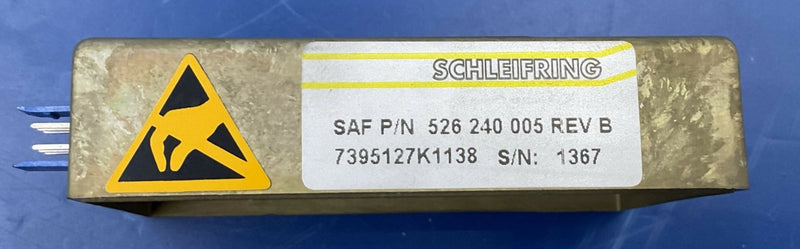 SCHLEIFRING
SAF P/N 526 240 005 REV B
7395127K1138 S/N: 1367